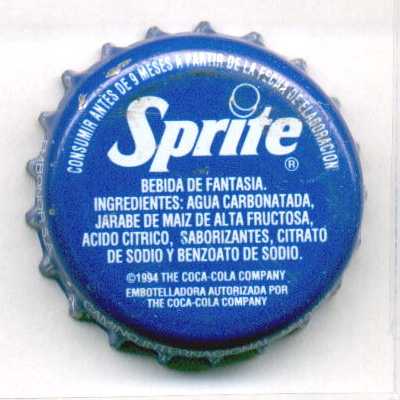 CONSUMIR ANTES DE 9 MESES A PARTIR DE LA FECHA DE ELABORACION
Sprite ®
BEBIDA DE FANTASIA.
INGREDIENTES: AGUA CARBONATADA,
JARABE DE MAIZ DE ALTA FRUCTOSA,
ACIDO CITRICO, SABORIZANTES, CITRATO
DE SODIO Y BENZOATO DE SODIO.
©1994 THE COCA-COLA COMPANY
EMBOTELLADORA AUTORIZADA POR
THE COCA-COLA COMPANY
CAMINO INTERNACIONAL